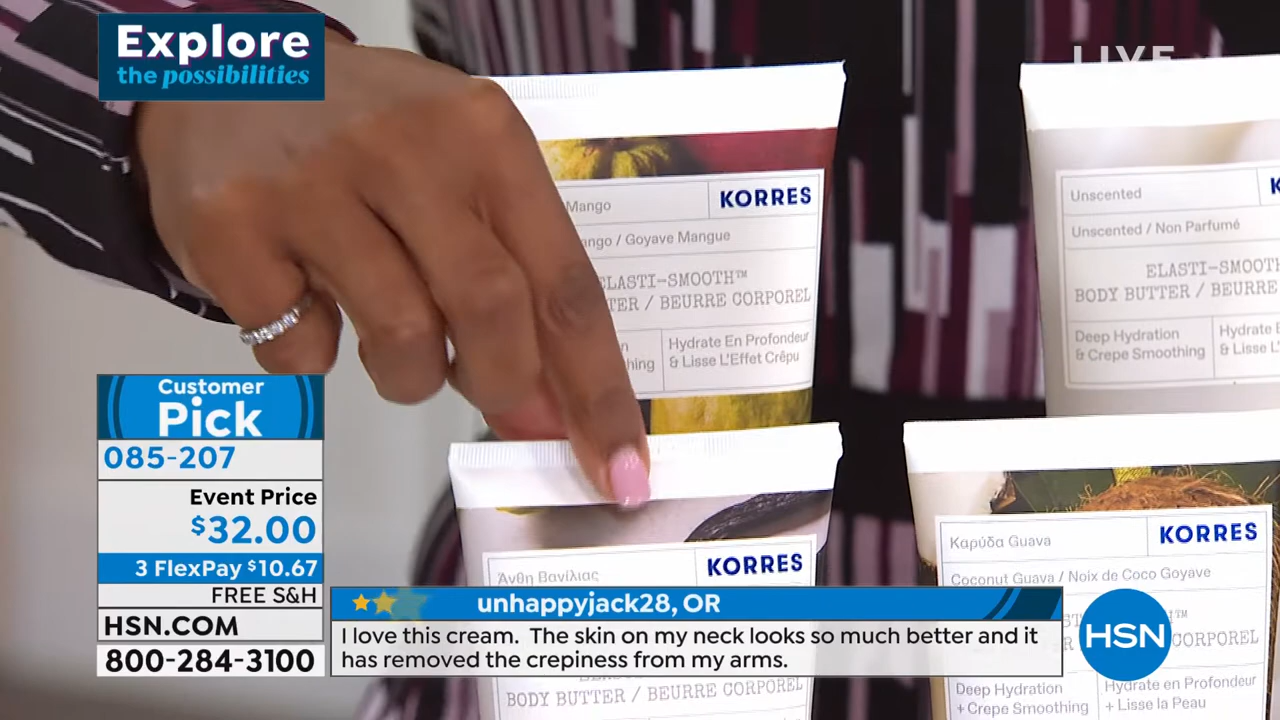 Explore
the possibilities
LIVE
Mango
KORRES
ango / Goyave Mangue
ELASTI-SMOOTH™
TER / BEURRE CORPOREL
Hydrate En Profondeur
& Lisse L'Effet Crêpu
Unscented
Unscented / Non Parfumé
ELASTI-SMOOTH
BODY BUTTER / BEURRE
Deep Hydration
& Crepe Smoothing
Hydrate E
& Lisse L'
Άνθη Βανίλιας
KORRES
BODY BUTTER / BEURRE CORPOREL
Καρύδα Guava
KORRES
Coconut Guava / Noix de Coco Goyave
CORPOREL
Deep Hydration
+ Crepe Smoothing
Hydrate en Profondeur
+ Lisse la Peau
Customer
Pick
085-207
Event Price
$32.00
3 FlexPay $10.67
FREE S&H
HSN.COM
800-284-3100
unhappyjack28, OR
I love this cream. The skin on my neck looks so much better and it
has removed the crepiness from my arms.
HSN